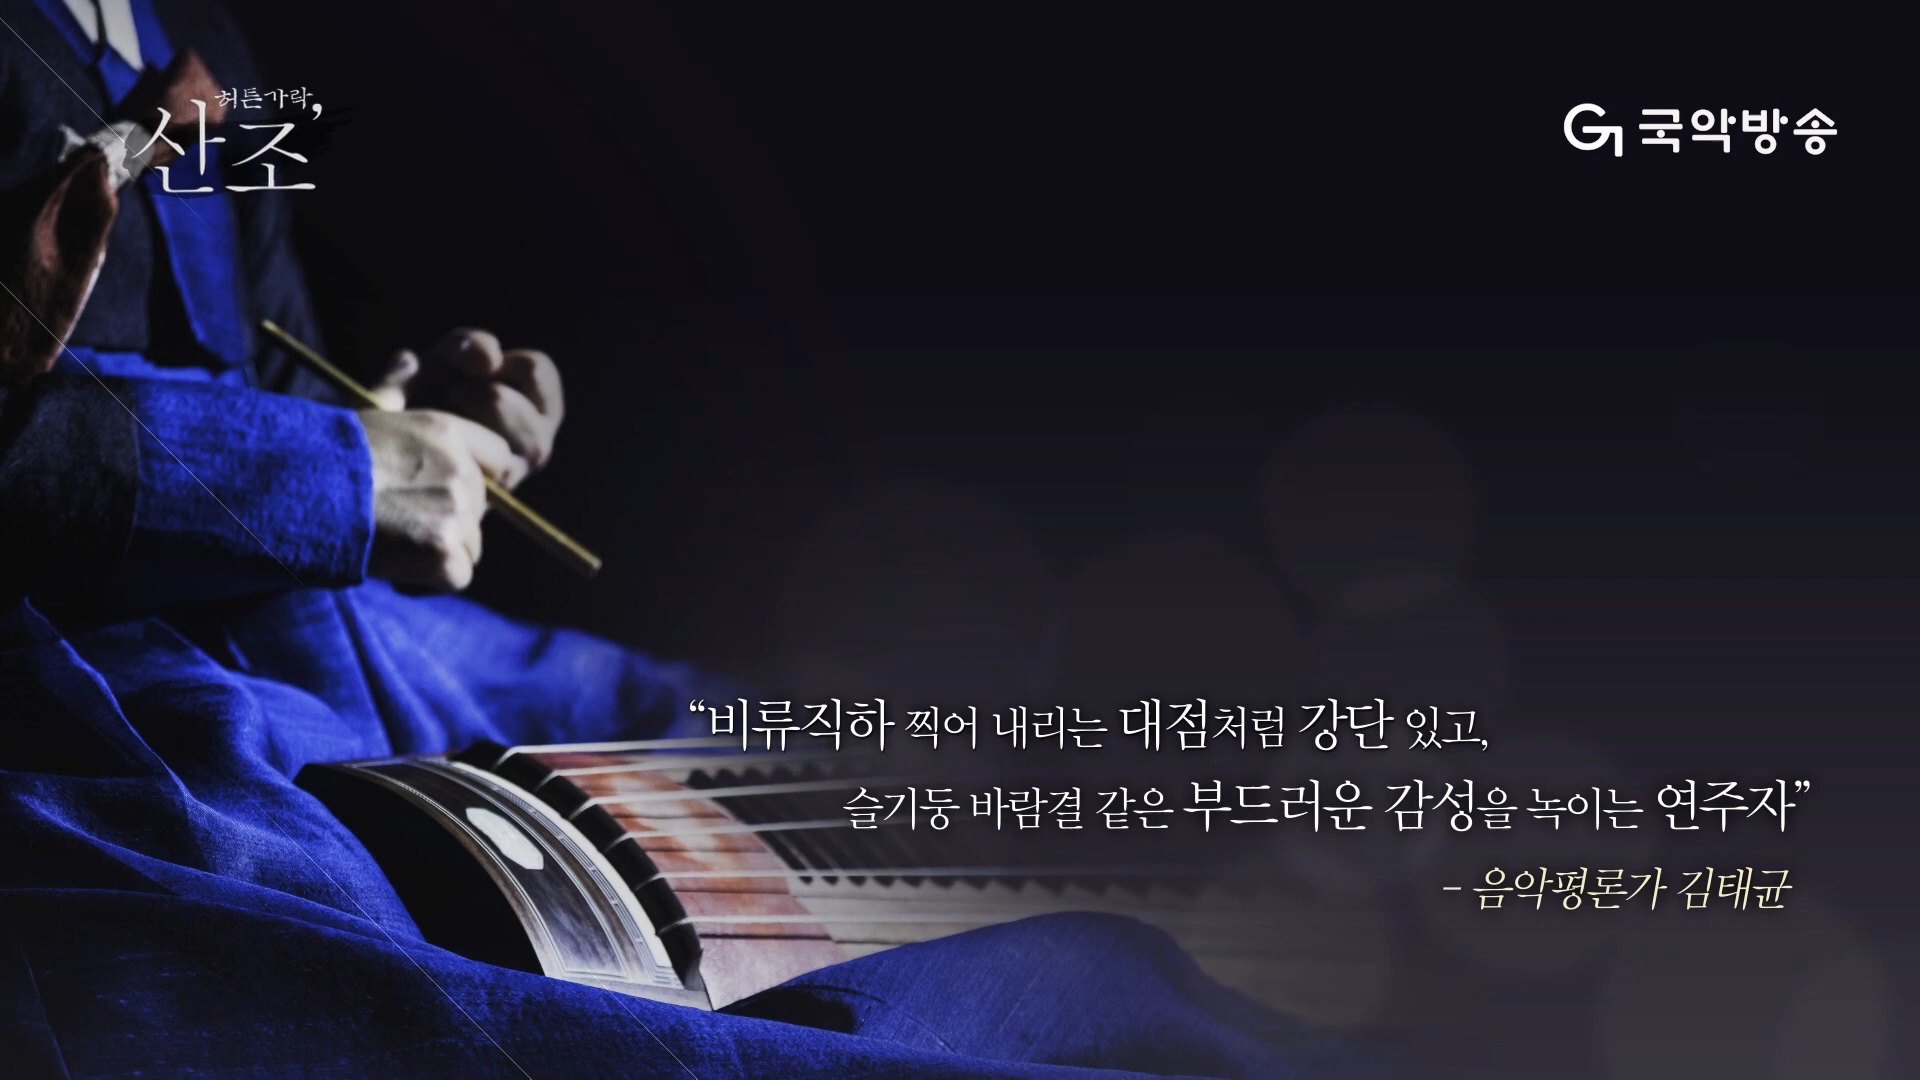 허튼가락,
산조
국악방송
“비류직하 찍어 내리는 대점처럼 강단 있고,
슬기둥 바람결 같은 부드러운 감성을 녹이는 연주자”
- 음악평론가 김태균